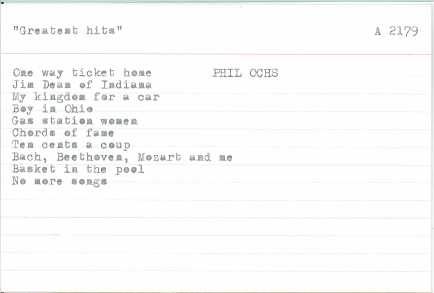 "Greatest hits" A 2179
One way ticket home PHIL OCHS
Jim Dean of Indiana
My kingdom for a car
Boy in Ohio
Gas station women
Chords of fame
Ten cents a coup
Bach, Beethoven, Mozart and me
Basket in the pool
No more songs